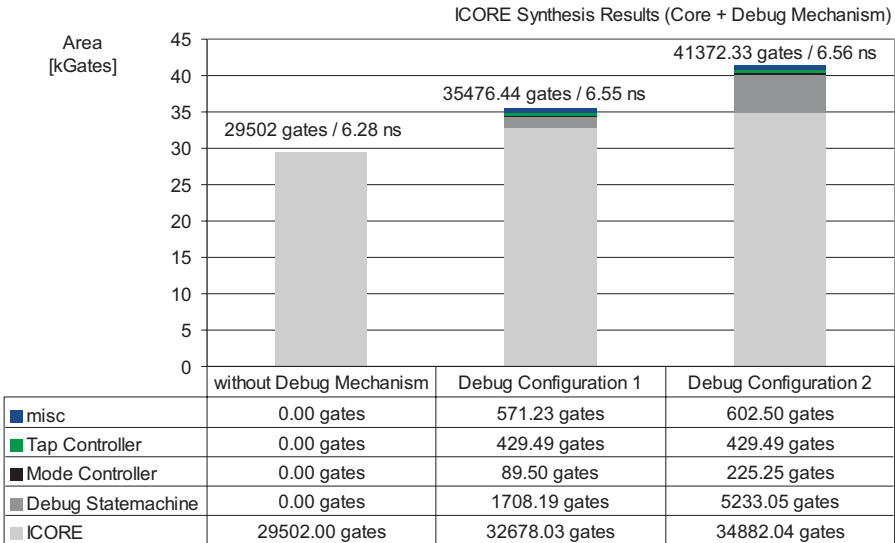 ICORE Synthesis Results (Core + Debug Mechanism)
Area
[kGates]
45
40
35
30
25
20
15
10
5
0
29502 gates / 6.28 ns
35476.44 gates / 6.55 ns
41372.33 gates / 6.56 ns
without Debug Mechanism Debug Configuration 1 Debug Configuration 2
misc 0.00 gates 571.23 gates 602.50 gates
Tap Controller 0.00 gates 429.49 gates 429.49 gates
Mode Controller 0.00 gates 89.50 gates 225.25 gates
Debug Statemachine 0.00 gates 1708.19 gates 5233.05 gates
ICORE 29502.00 gates 32678.03 gates 34882.04 gates